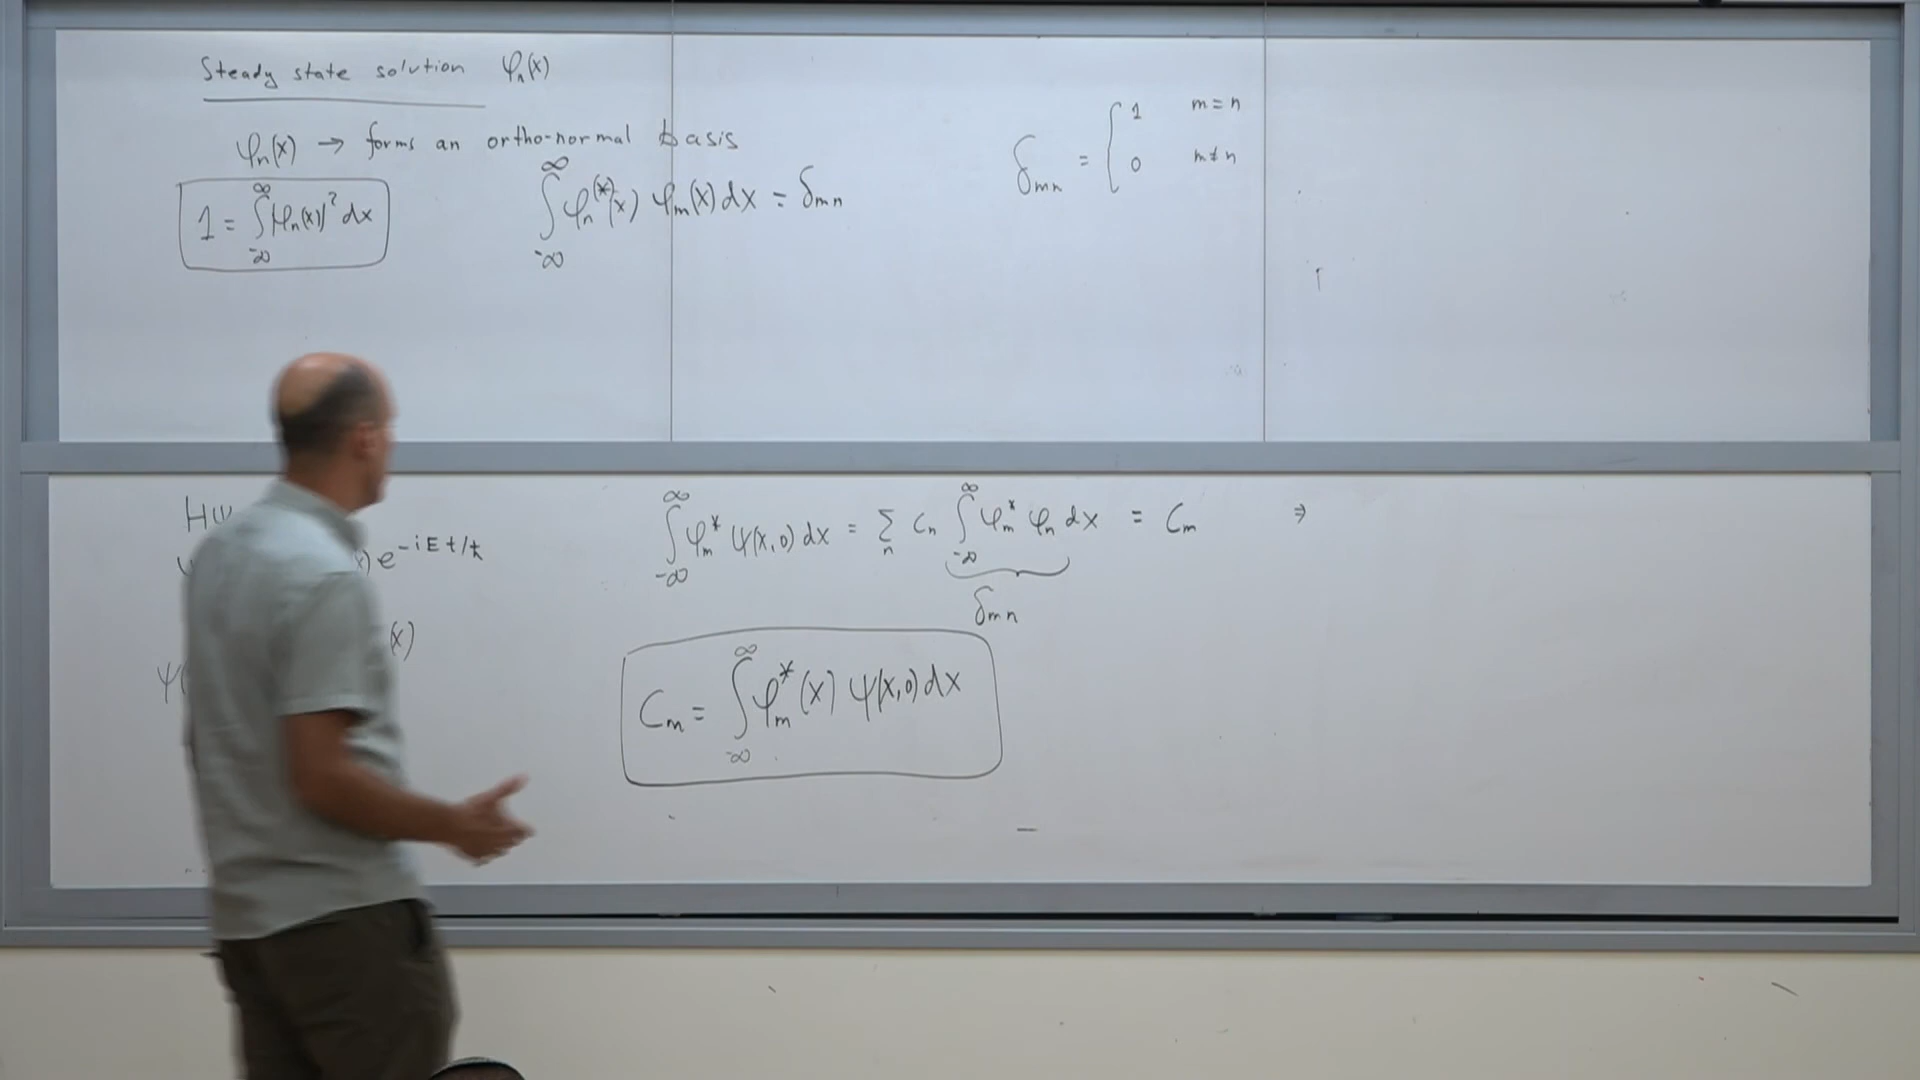 Steady state solution φₙ(x)
φₙ(x) → forms an ortho-normal basis
1 = ∫_{-∞}^{∞} |φₙ(x)|² dx
∫_{-∞}^{∞} φₙ^{(*)}(x) φₘ(x) dx = δₘₙ
δₘₙ = { 1 m = n
0 m ≠ n
Hψ
) e^{-iEt/ħ}
(x)
ψ(
∫_{-∞}^{∞} φₘ* ψ(x,0) dx = Σₙ Cₙ ∫_{-∞}^{∞} φₘ* φₙ dx = Cₘ ⇒
δₘₙ
Cₘ = ∫_{-∞}^{∞} φₘ*(x) ψ(x,0) dx